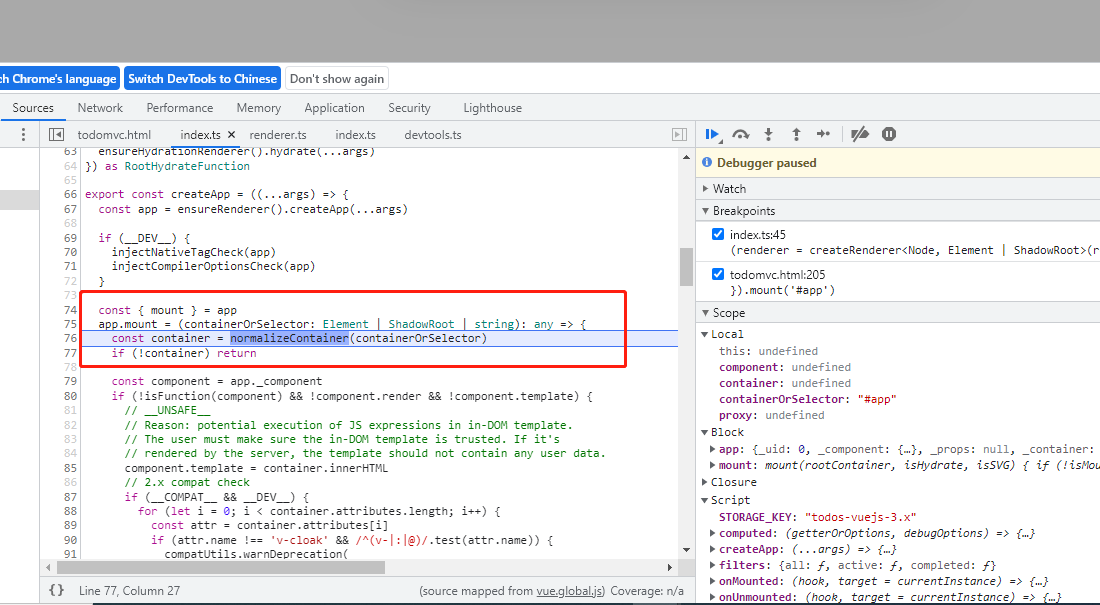 ch Chrome's language Switch DevTools to Chinese Don't show again
Sources Network Performance Memory Application Security Lighthouse
todomvc.html index.ts × renderer.ts index.ts devtools.ts
63 ensureHydrationRenderer().hydrate(...args)
64 }) as RootHydrateFunction
65
66 export const createApp = ((...args) => {
67 const app = ensureRenderer().createApp(...args)
68
69 if (__DEV__) {
70 injectNativeTagCheck(app)
71 injectCompilerOptionsCheck(app)
72 }
73
74 const { mount } = app
75 app.mount = (containerOrSelector: Element | ShadowRoot | string): any => {
76 const container = normalizeContainer(containerOrSelector)
77 if (!container) return
78
79 const component = app._component
80 if (!isFunction(component) && !component.render && !component.template) {
81 // __UNSAFE__
82 // Reason: potential execution of JS expressions in in-DOM template.
83 // The user must make sure the in-DOM template is trusted. If it's
84 // rendered by the server, the template should not contain any user data.
85 component.template = container.innerHTML
86 // 2.x compat check
87 if (__COMPAT__ && __DEV__) {
88 for (let i = 0; i < container.attributes.length; i++) {
89 const attr = container.attributes[i]
90 if (attr.name !== 'v-cloak' && /^(v-|:|@)/.test(attr.name)) {
91 compatUtils.warnDeprecation(
{} Line 77, Column 27 (source mapped from vue.global.js) Coverage: n/a
Debugger paused
Watch
Breakpoints
index.ts:45
(renderer = createRenderer<Node, Element | ShadowRoot>(r
todomvc.html:205
}).mount('#app')
Scope
Local
this: undefined
component: undefined
container: undefined
containerOrSelector: "#app"
proxy: undefined
Block
app: {_uid: 0, _component: {…}, _props: null, _container:
mount: mount(rootContainer, isHydrate, isSVG) { if (!isMou
Closure
Script
STORAGE_KEY: "todos-vuejs-3.x"
computed: (getterOrOptions, debugOptions) => {…}
createApp: (...args) => {…}
filters: {all: ƒ, active: ƒ, completed: ƒ}
onMounted: (hook, target = currentInstance) => {…}
onUnmounted: (hook, target = currentInstance) => {…}